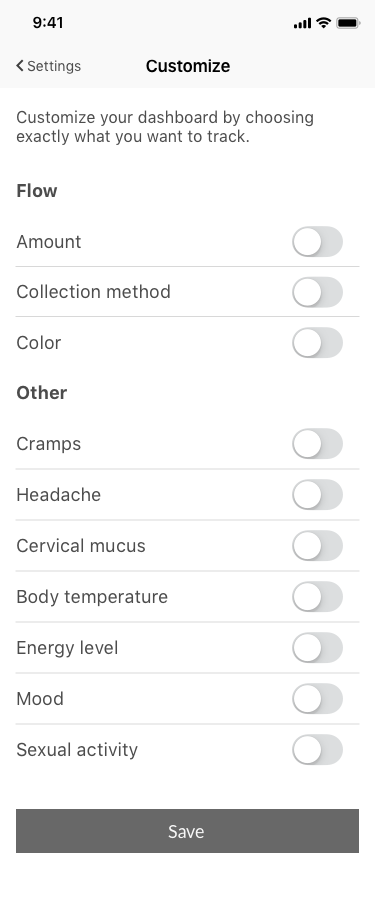 9:41
Settings
Customize
Customize your dashboard by choosing
exactly what you want to track.
Flow
Amount
Collection method
Color
Other
Cramps
Headache
Cervical mucus
Body temperature
Energy level
Mood
Sexual activity
Save